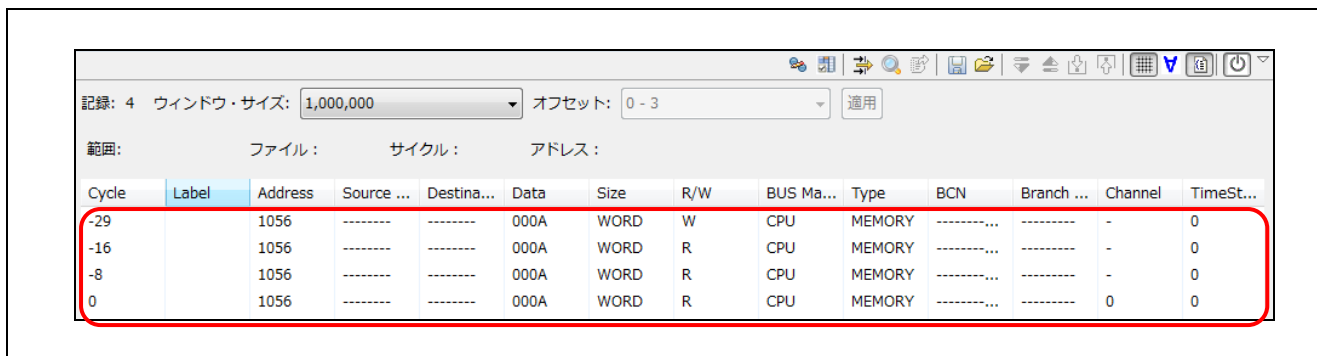 記録: 4 ウィンドウ・サイズ: 1,000,000 オフセット: 0 - 3 適用
範囲: ファイル : サイクル : アドレス :
Cycle Label Address Source ... Destina... Data Size R/W BUS Ma... Type BCN Branch ... Channel TimeSt...
-29 1056 -------- -------- 000A WORD W CPU MEMORY --------... --------- - 0
-16 1056 -------- -------- 000A WORD R CPU MEMORY --------... --------- - 0
-8 1056 -------- -------- 000A WORD R CPU MEMORY --------... --------- - 0
0 1056 -------- -------- 000A WORD R CPU MEMORY --------... --------- 0 0